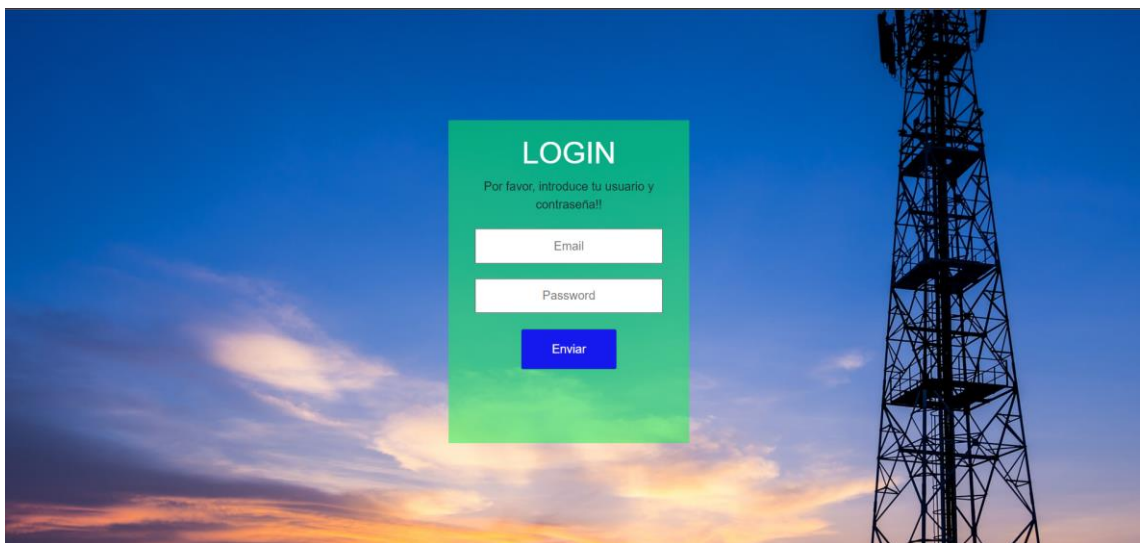 LOGIN
Por favor, introduce tu usuario y
contraseña!!
Email
Password
Enviar